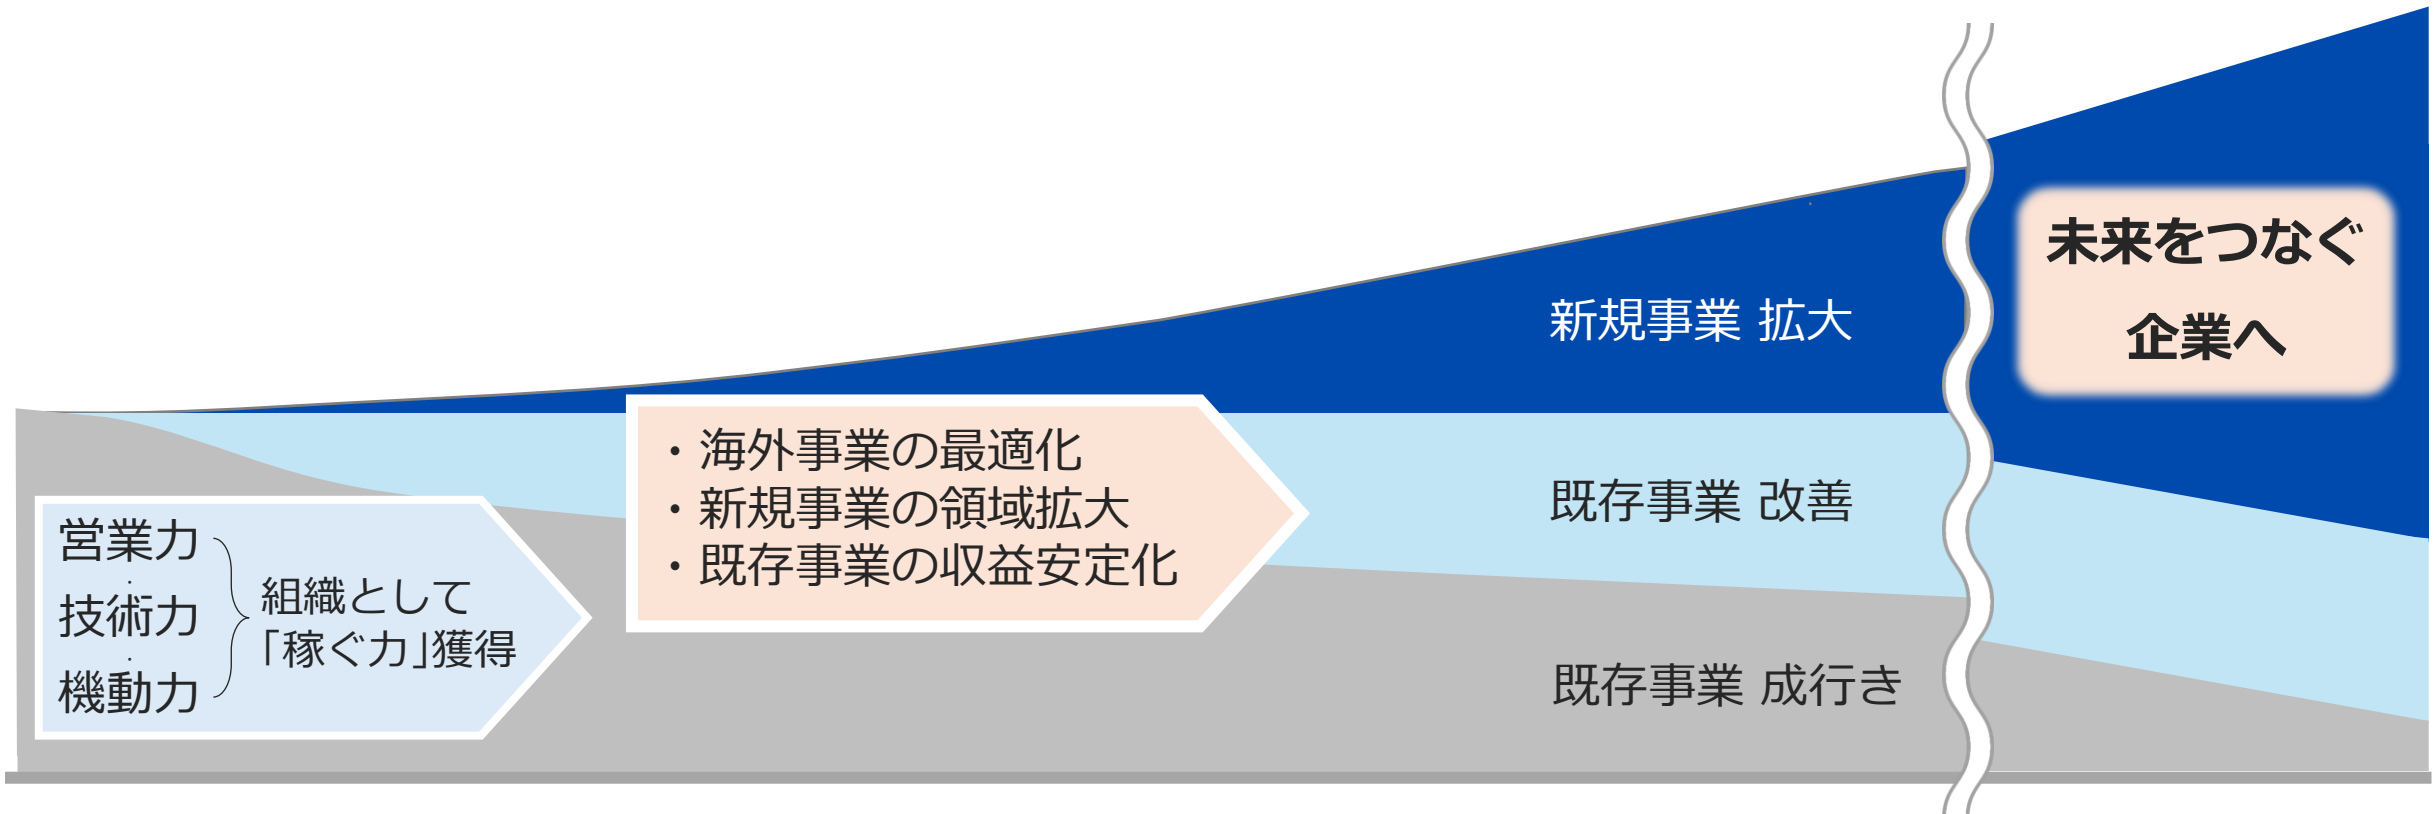 未来をつなぐ
企業へ
新規事業 拡大
・海外事業の最適化
・新規事業の領域拡大
・既存事業の収益安定化
既存事業 改善
営業力
・
技術力
・
機動力
組織として
「稼ぐ力」獲得
既存事業 成行き